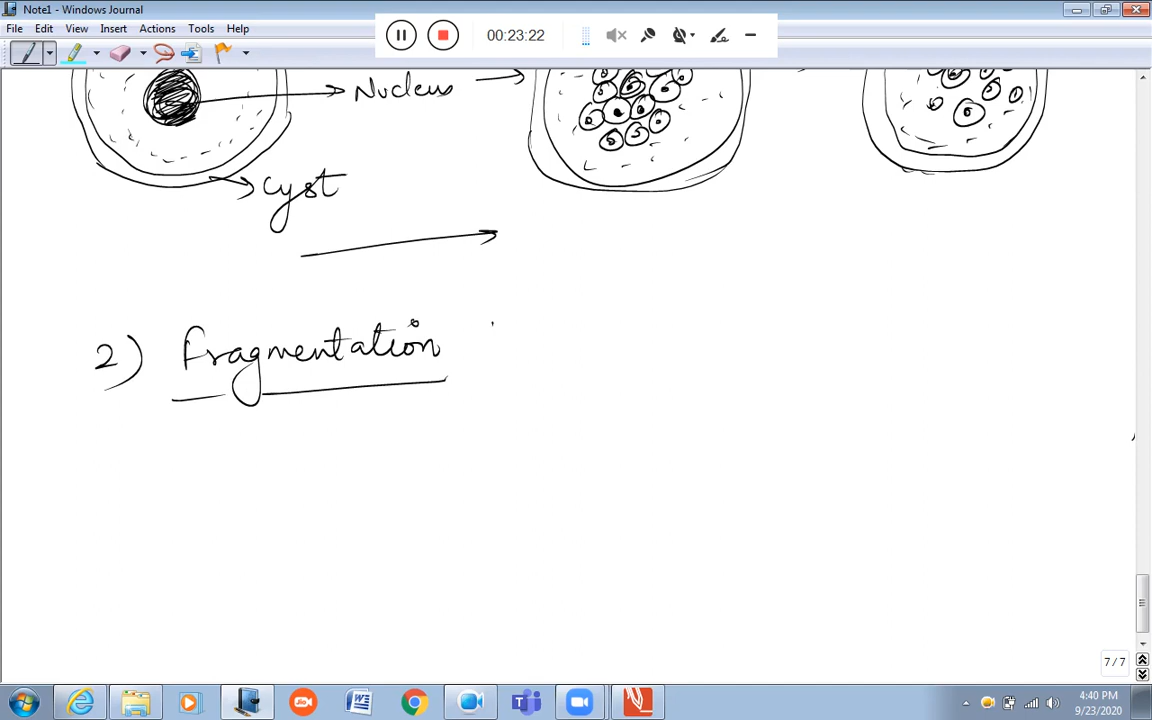 Note1 - Windows Journal
File Edit View Insert Actions Tools Help
00:23:22
Nucleus
Cyst
2) Fragmentation
7/7
4:40 PM
9/23/2020